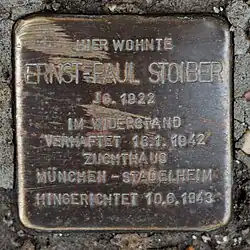 HIER WOHNTE
ERNST-PAUL STOIBER
JG. 1922
IM WIDERSTAND
VERHAFTET 16.1.1942
ZUCHTHAUS
MÜNCHEN-STADELHEIM
HINGERICHTET 10.6.1943